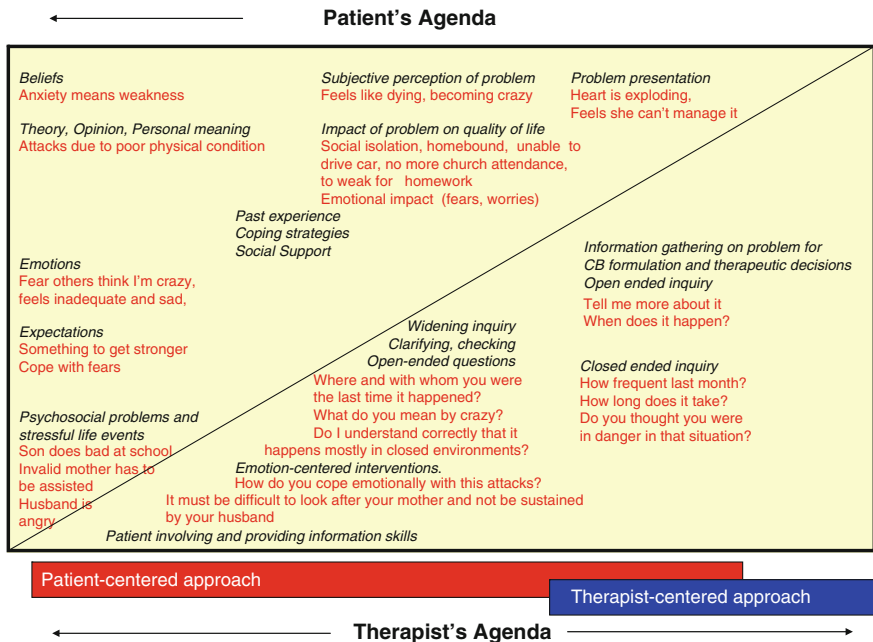 Patient's Agenda
Beliefs
Anxiety means weakness
Theory, Opinion, Personal meaning
Attacks due to poor physical condition
Subjective perception of problem
Feels like dying, becoming crazy
Impact of problem on quality of life
Social isolation, homebound, unable to
drive car, no more church attendance,
to weak for homework
Emotional impact (fears, worries)
Problem presentation
Heart is exploding,
Feels she can't manage it
Past experience
Coping strategies
Social Support
Emotions
Fear others think I'm crazy,
feels inadequate and sad,
Expectations
Something to get stronger
Cope with fears
Psychosocial problems and
stressful life events
Son does bad at school
Invalid mother has to
be assisted
Husband is
angry
Information gathering on problem for
CB formulation and therapeutic decisions
Open ended inquiry
Tell me more about it
When does it happen?
Widening inquiry
Clarifying, checking
Open-ended questions
Where and with whom you were
the last time it happened?
What do you mean by crazy?
Do I understand correctly that it
happens mostly in closed environments?
Closed ended inquiry
How frequent last month?
How long does it take?
Do you thought you were
in danger in that situation?
Emotion-centered interventions.
How do you cope emotionally with this attacks?
It must be difficult to look after your mother and not be sustained
by your husband
Patient involving and providing information skills
Patient-centered approach
Therapist-centered approach
Therapist's Agenda